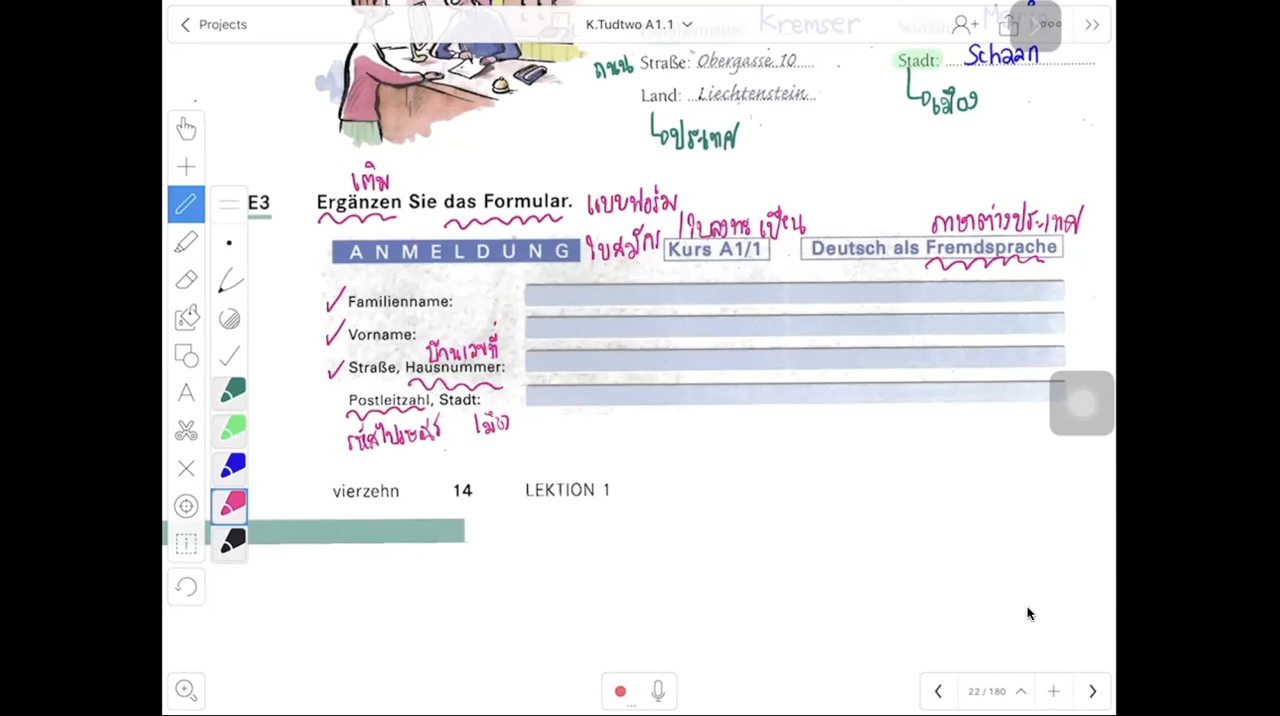 Projects
K.Tudtwo A1.1
Kremser
ถนน Straße: Obergasse 10
Stadt: Schaan
Land: Liechtenstein
เมือง
ประเทศ
เติม
E3 Ergänzen Sie das Formular. แบบฟอร์ม
ใบสมัคร /ใบลงทะเบียน
ภาษาต่างประเทศ
ANMELDUNG Kurs A1/1 Deutsch als Fremdsprache
Familienname:
Vorname:
บ้านเลขที่
Straße, Hausnummer:
Postleitzahl, Stadt:
รหัสไปรษณีย์ เมือง
vierzehn 14 LEKTION 1
22 / 180